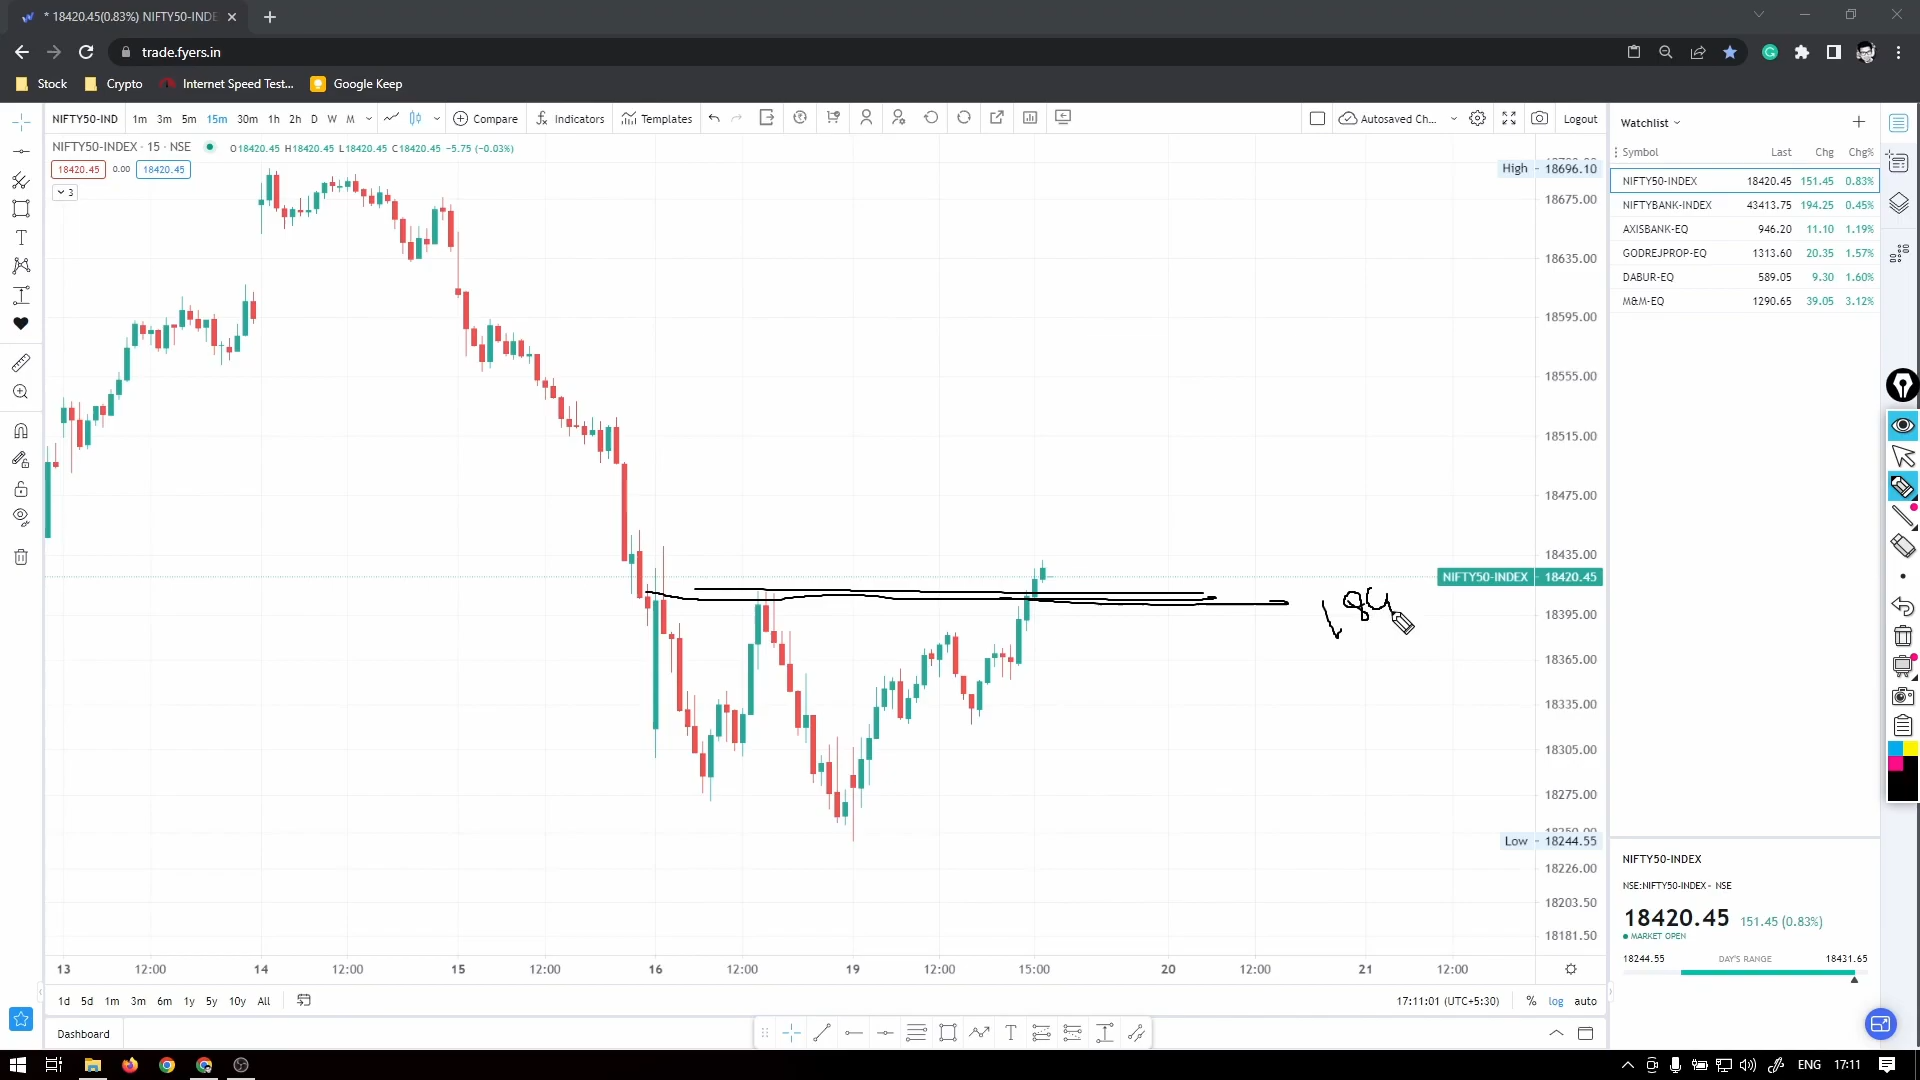 * 18420.45(0.83%) NIFTY50-INDE
trade.fyers.in
Stock Crypto Internet Speed Test... Google Keep
NIFTY50-IND 1m 3m 5m 15m 30m 1h 2h D W M Compare Indicators Templates Autosaved Ch... Logout
NIFTY50-INDEX · 15 · NSE O18420.45 H18420.45 L18420.45 C18420.45 -5.75 (-0.03%)
18420.45 0.00 18420.45
3
High 18696.10
18675.00
18635.00
18595.00
18555.00
18515.00
18475.00
18435.00
NIFTY50-INDEX 18420.45
18395.00
184
18365.00
18335.00
18305.00
18275.00
Low 18244.55
18226.00
18203.50
18181.50
13 12:00 14 12:00 15 12:00 16 12:00 19 12:00 15:00 20 12:00 21 12:00
1d 5d 1m 3m 6m 1y 5y 10y All 17:11:01 (UTC+5:30) % log auto
Dashboard
Watchlist
Symbol Last Chg Chg%
NIFTY50-INDEX 18420.45 151.45 0.83%
NIFTYBANK-INDEX 43413.75 194.25 0.45%
AXISBANK-EQ 946.20 11.10 1.19%
GODREJPROP-EQ 1313.60 20.35 1.57%
DABUR-EQ 589.05 9.30 1.60%
M&M-EQ 1290.65 39.05 3.12%
NIFTY50-INDEX
NSE:NIFTY50-INDEX - NSE
18420.45 151.45 (0.83%)
MARKET OPEN
18244.55 DAY'S RANGE 18431.65
ENG 17:11